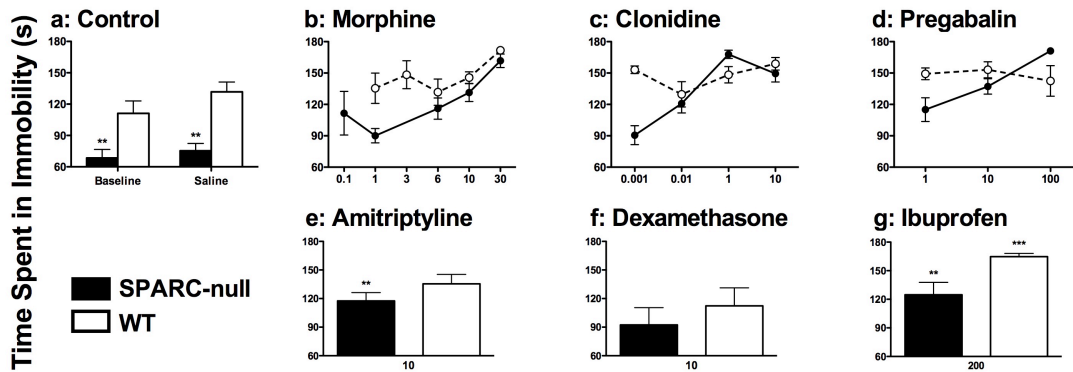 Time Spent in Immobility (s)
a: Control
180
150
120
90
60
**
**
Baseline
Saline
b: Morphine
180
150
120
90
60
0.1 1 3 6 10 30
c: Clonidine
180
150
120
90
60
0.001 0.01 1 10
d: Pregabalin
180
150
120
90
60
1 10 100
SPARC-null
WT
e: Amitriptyline
180
150
120
90
60
**
10
f: Dexamethasone
180
150
120
90
60
10
g: Ibuprofen
180
150
120
90
60
**
***
200